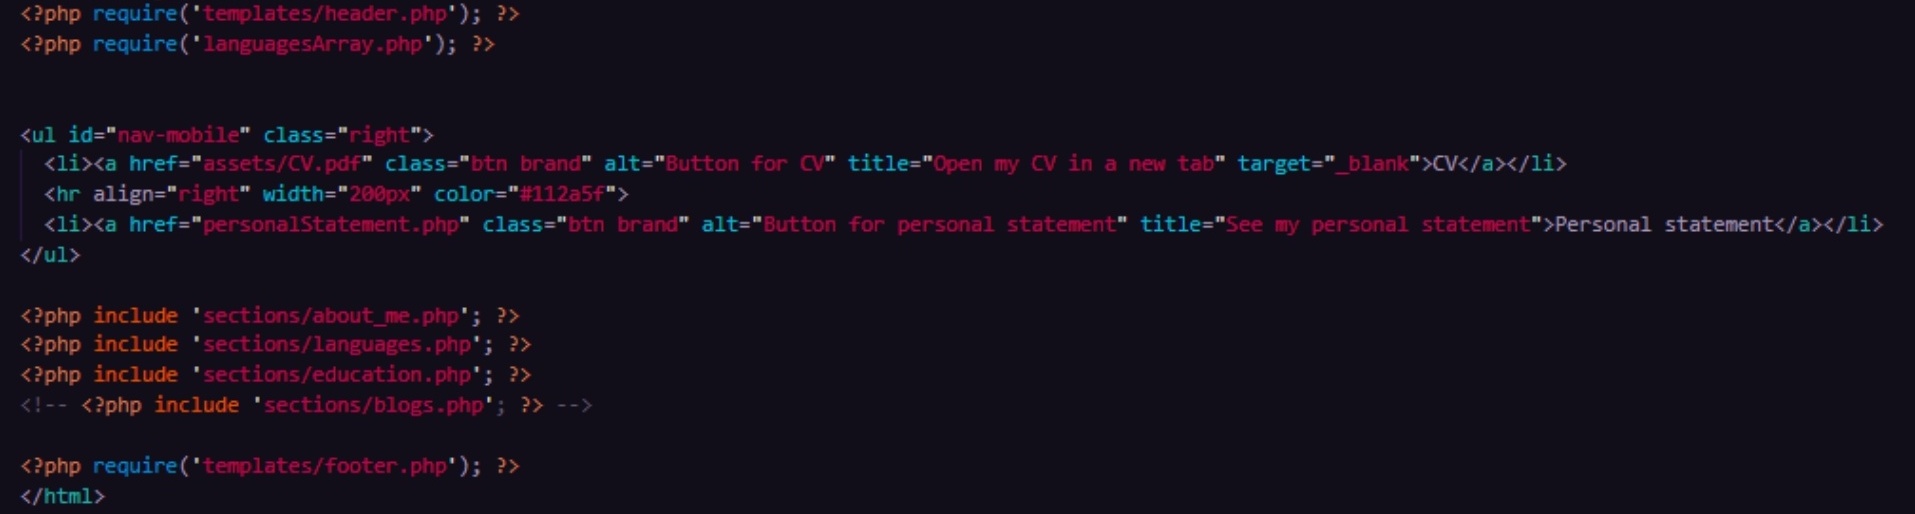 <?php require('templates/header.php'); ?>
<?php require('languagesArray.php'); ?>
<ul id="nav-mobile" class="right">
<li><a href="assets/CV.pdf" class="btn brand" alt="Button for CV" title="Open my CV in a new tab" target="_blank">CV</a></li>
<hr align="right" width="200px" color="#112a5f">
<li><a href="personalStatement.php" class="btn brand" alt="Button for personal statement" title="See my personal statement">Personal statement</a></li>
</ul>
<?php include 'sections/about_me.php'; ?>
<?php include 'sections/languages.php'; ?>
<?php include 'sections/education.php'; ?>
<!-- <?php include 'sections/blogs.php'; ?> -->
<?php require('templates/footer.php'); ?>
</html>